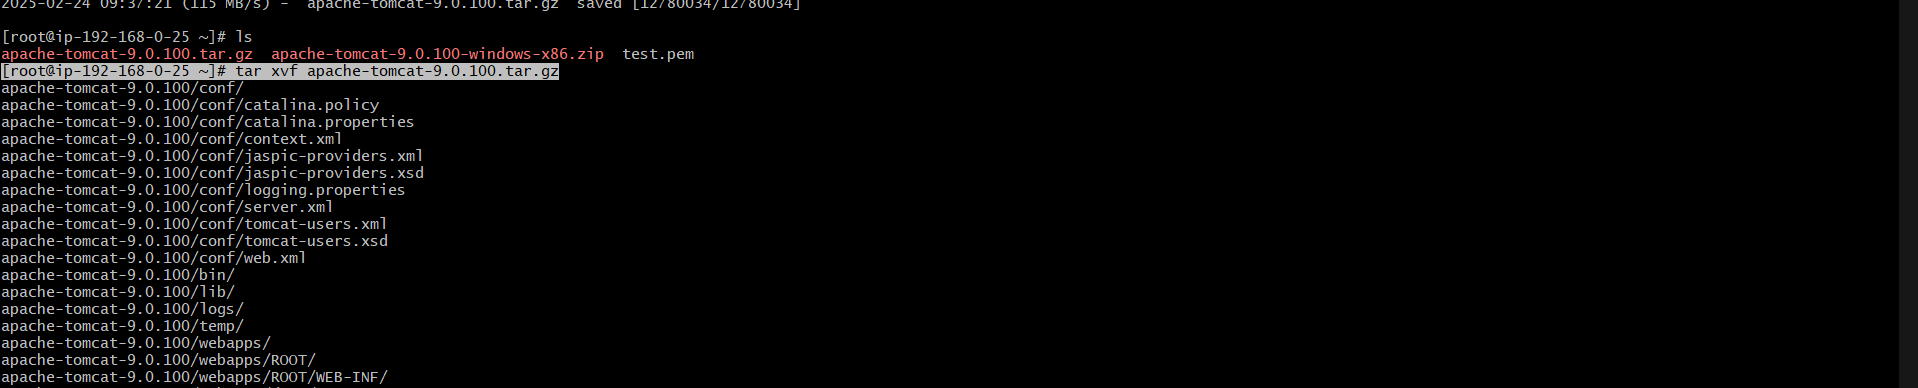 2025-02-24 09:37:21 (115 MB/s) - apache-tomcat-9.0.100.tar.gz saved [12780034/12780034]
[root@ip-192-168-0-25 ~]# ls
apache-tomcat-9.0.100.tar.gz  apache-tomcat-9.0.100-windows-x86.zip  test.pem
[root@ip-192-168-0-25 ~]# tar xvf apache-tomcat-9.0.100.tar.gz
apache-tomcat-9.0.100/conf/
apache-tomcat-9.0.100/conf/catalina.policy
apache-tomcat-9.0.100/conf/catalina.properties
apache-tomcat-9.0.100/conf/context.xml
apache-tomcat-9.0.100/conf/jaspic-providers.xml
apache-tomcat-9.0.100/conf/jaspic-providers.xsd
apache-tomcat-9.0.100/conf/logging.properties
apache-tomcat-9.0.100/conf/server.xml
apache-tomcat-9.0.100/conf/tomcat-users.xml
apache-tomcat-9.0.100/conf/tomcat-users.xsd
apache-tomcat-9.0.100/conf/web.xml
apache-tomcat-9.0.100/bin/
apache-tomcat-9.0.100/lib/
apache-tomcat-9.0.100/logs/
apache-tomcat-9.0.100/temp/
apache-tomcat-9.0.100/webapps/
apache-tomcat-9.0.100/webapps/ROOT/
apache-tomcat-9.0.100/webapps/ROOT/WEB-INF/